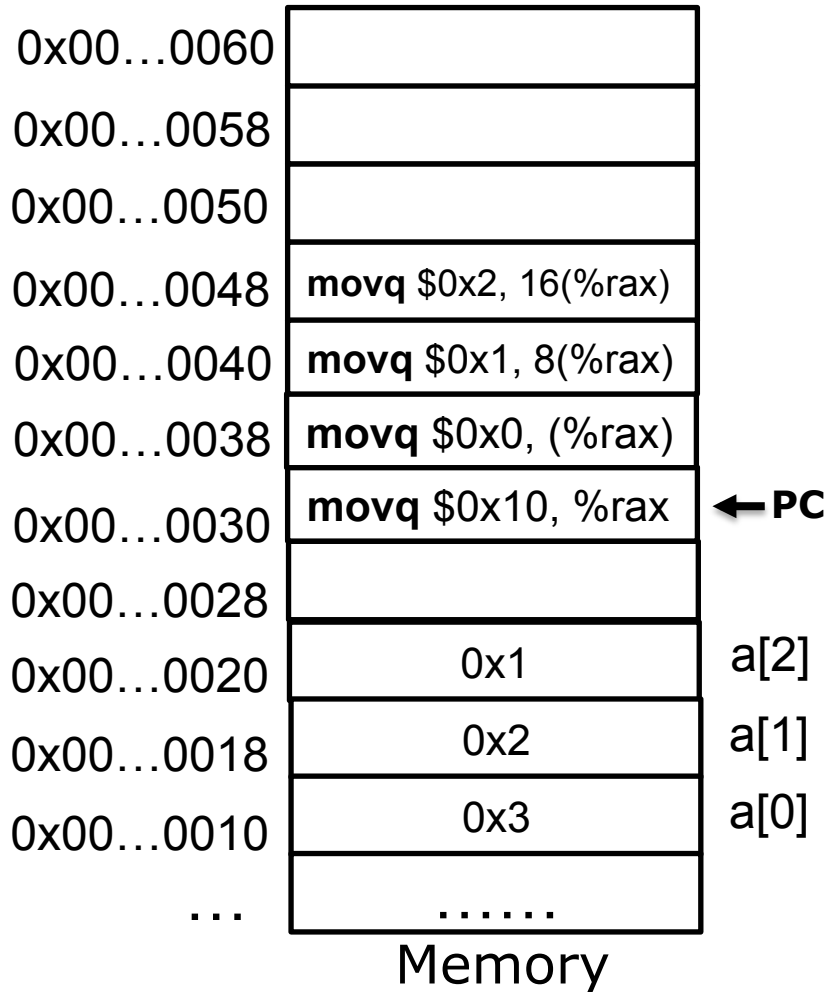 0x00…0060
0x00…0058
0x00…0050
0x00…0048 movq $0x2, 16(%rax)
0x00…0040 movq $0x1, 8(%rax)
0x00…0038 movq $0x0, (%rax)
0x00…0030 movq $0x10, %rax PC
0x00…0028
0x00…0020 0x1 a[2]
0x00…0018 0x2 a[1]
0x00…0010 0x3 a[0]
… ……
Memory